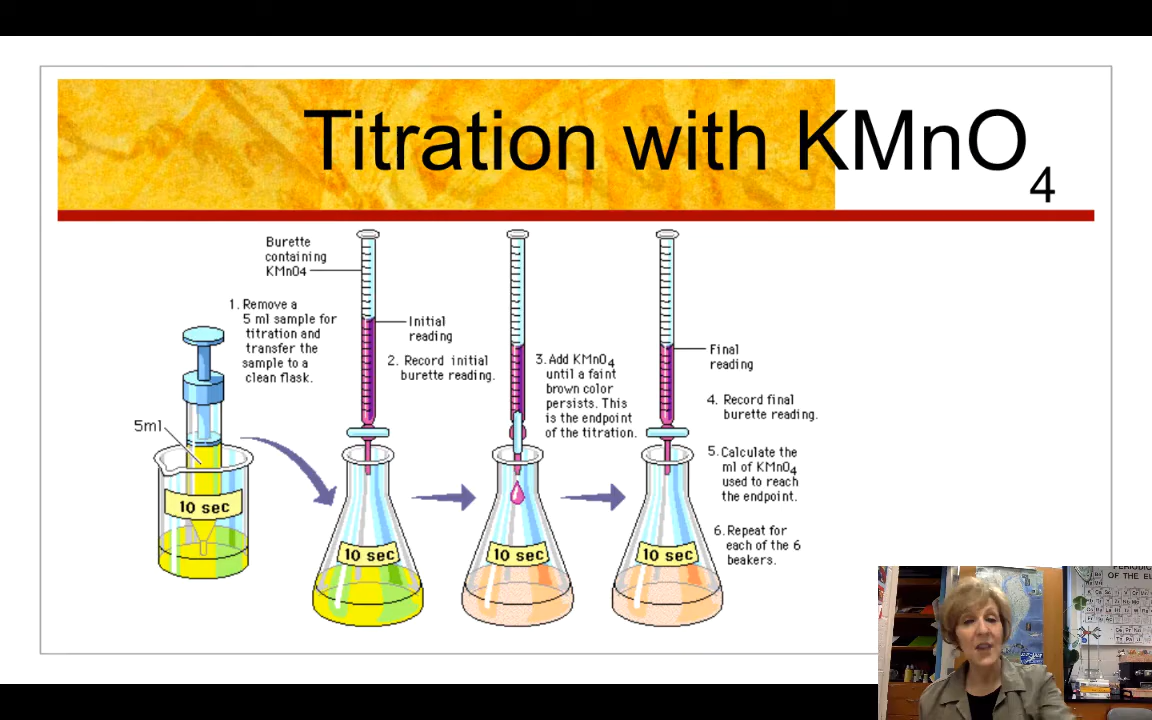 Titration with KMnO₄
Burette
containing
KMnO4
1. Remove a
5 ml sample for
titration and
transfer the
sample to a
clean flask.
5ml
10 sec
Initial
reading
2. Record initial
burette reading.
10 sec
3. Add KMnO₄
until a faint
brown color
persists. This
is the endpoint
of the titration.
10 sec
Final
reading
4. Record final
burette reading.
5. Calculate the
ml of KMnO₄
used to reach
the endpoint.
6. Repeat for
each of the 6
beakers.
10 sec
OF THE EL